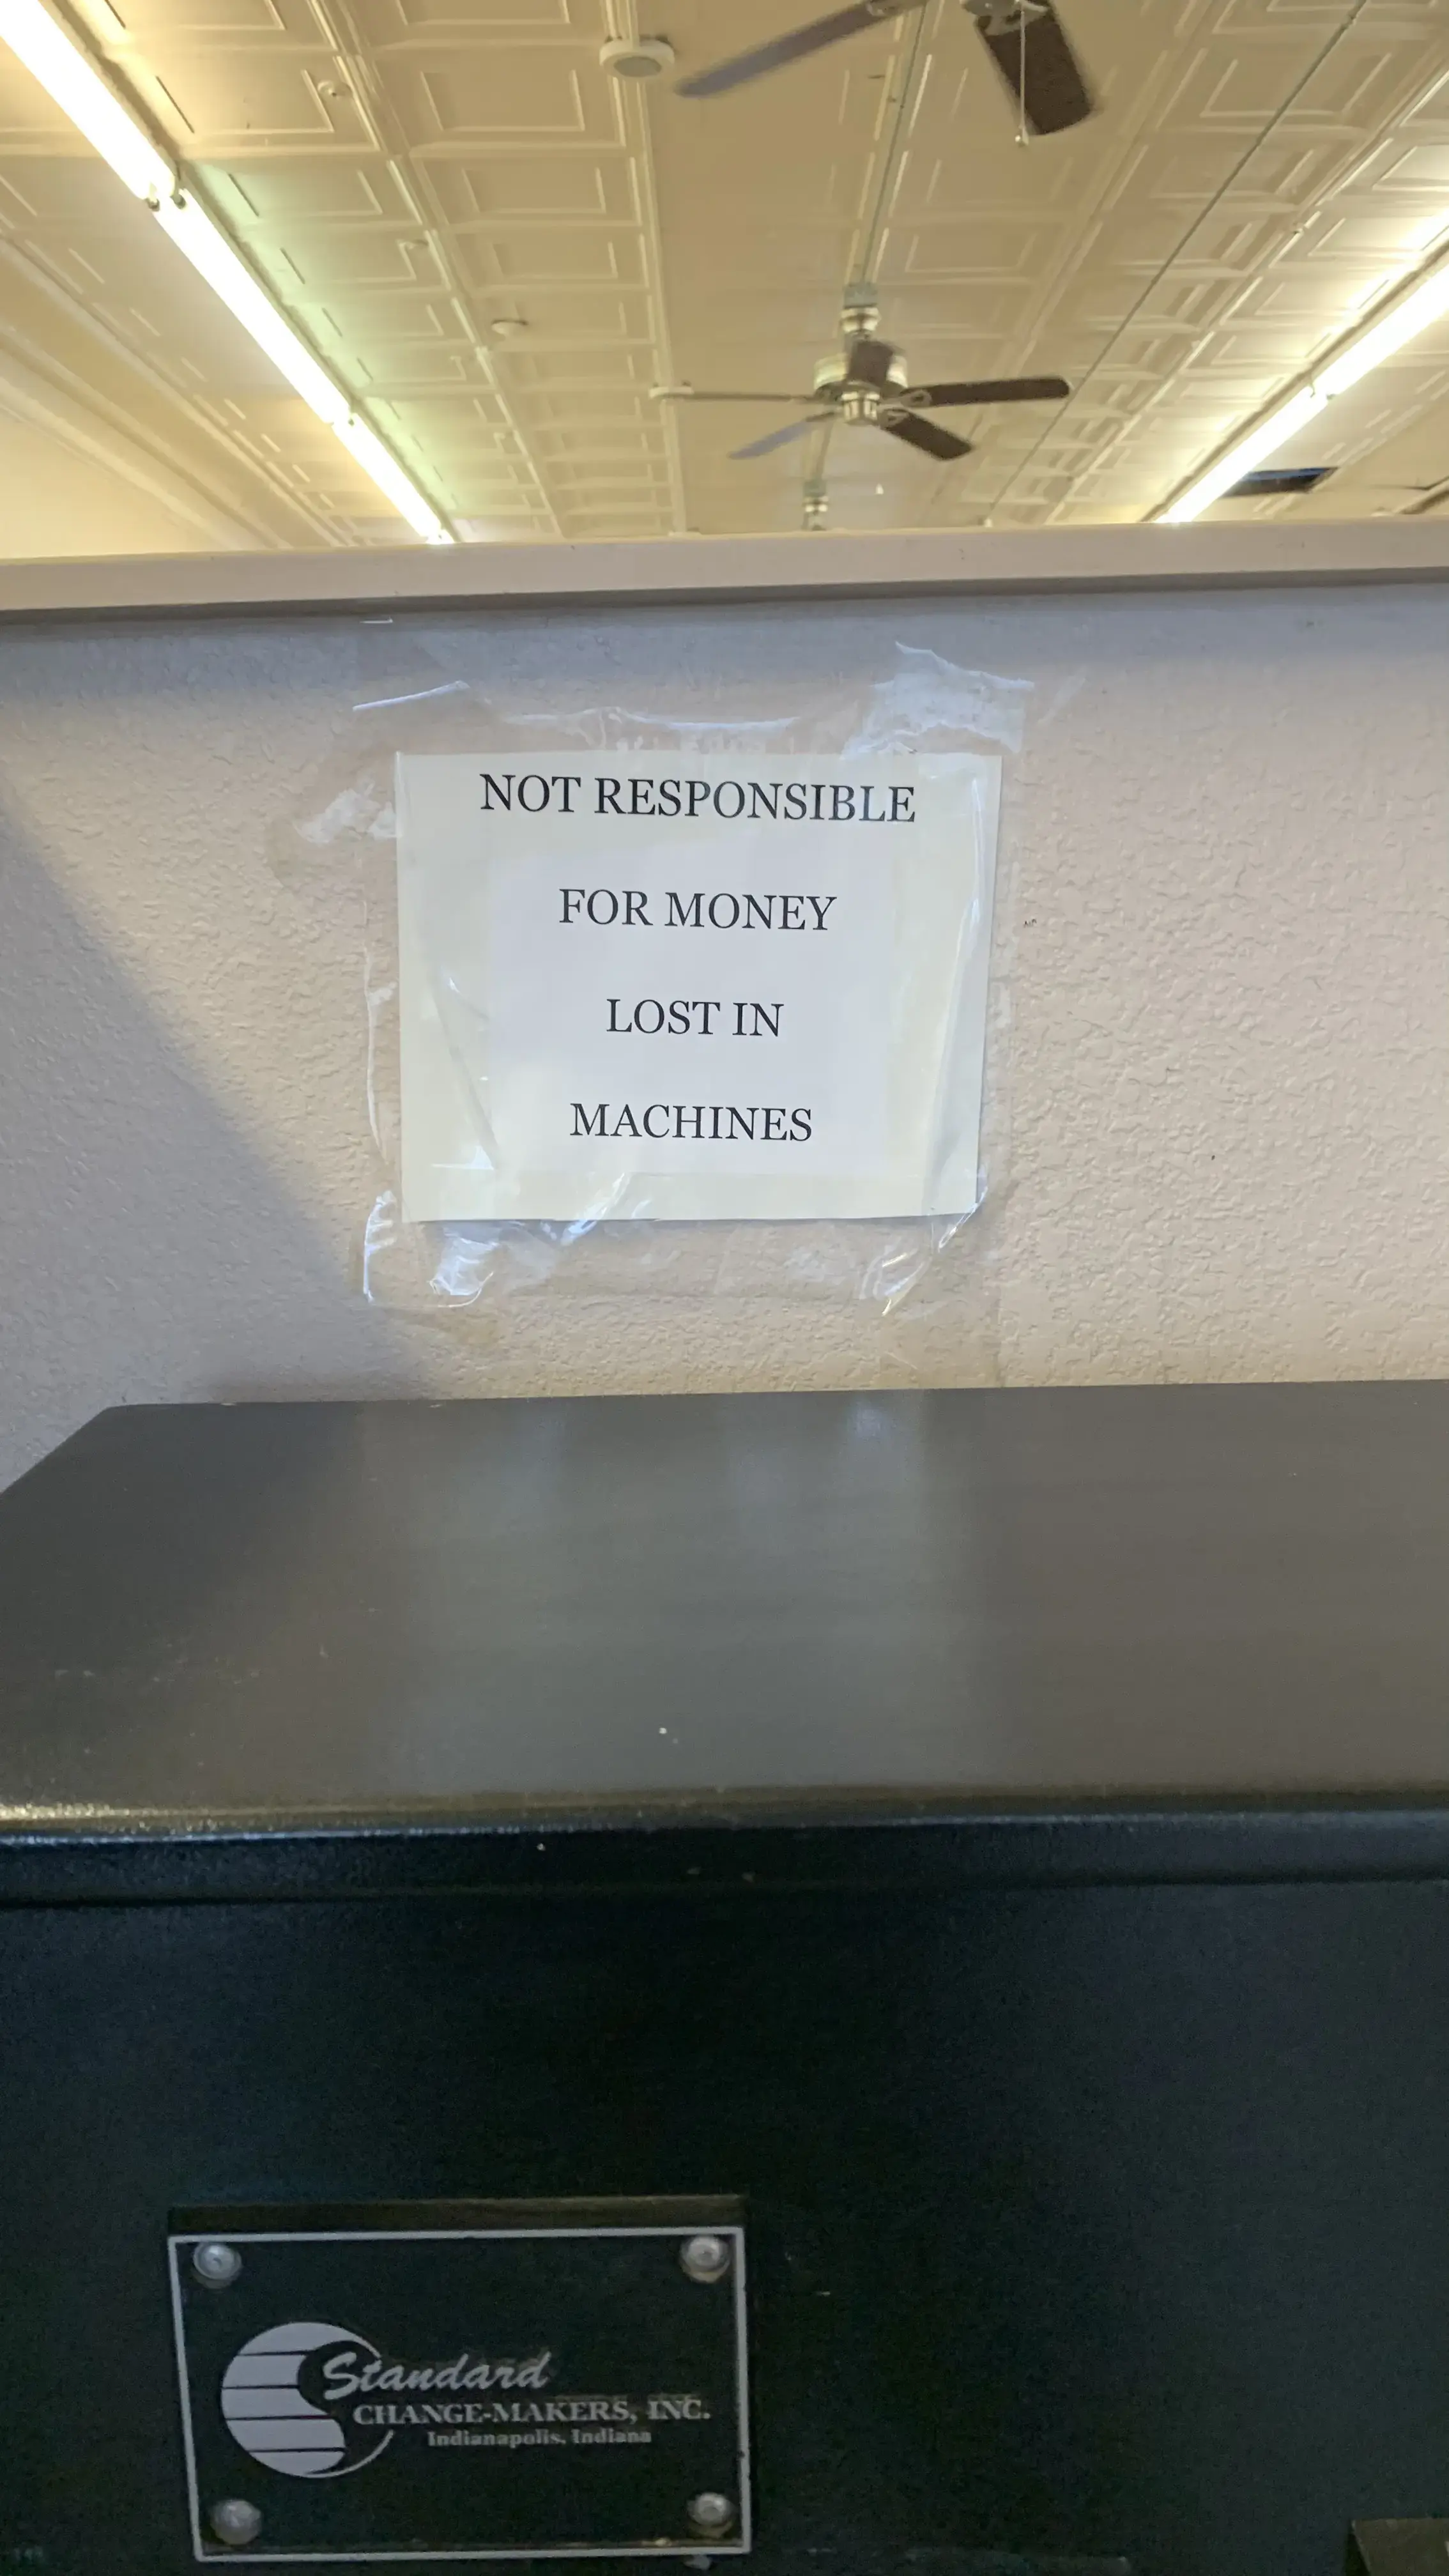 NOT RESPONSIBLE
FOR MONEY
LOST IN
MACHINES
Standard
CHANGE-MAKERS, INC.
Indianapolis, Indiana